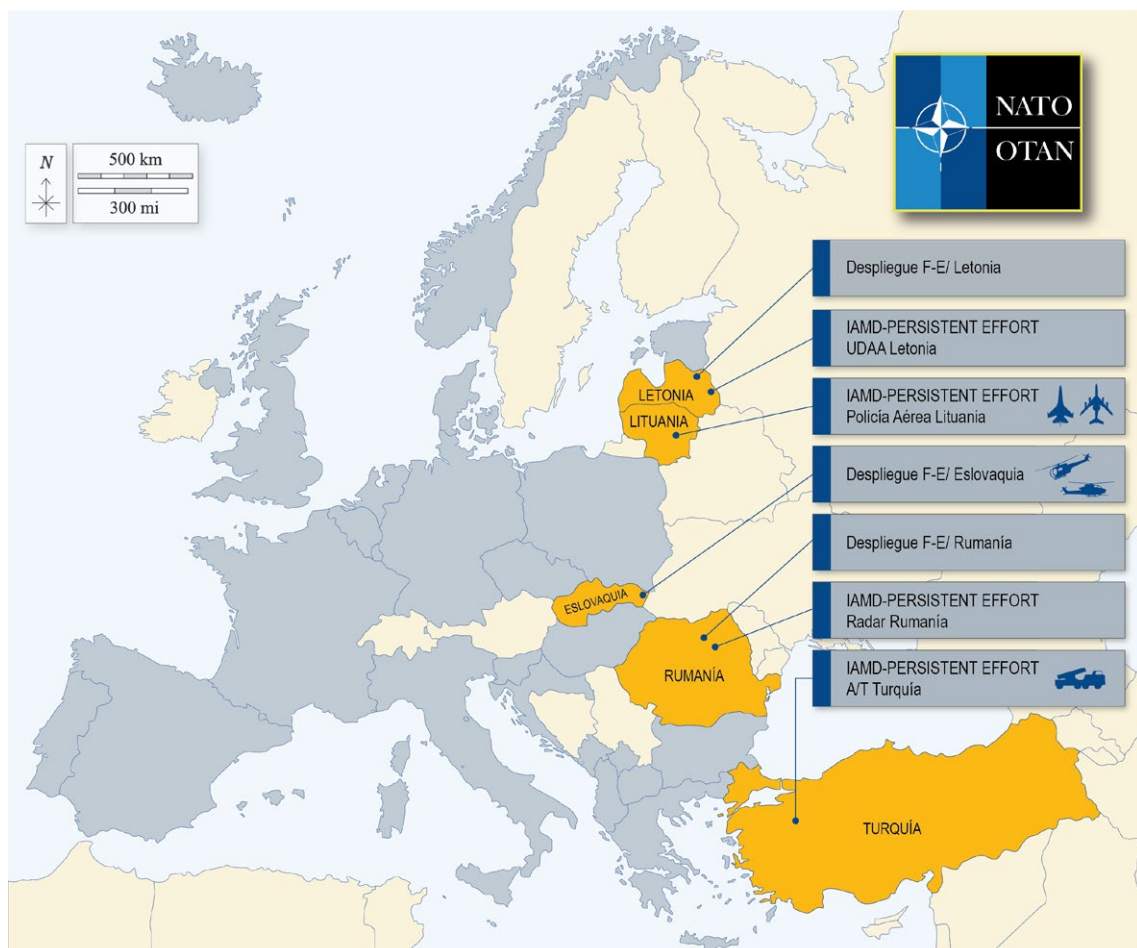 NATO
OTAN
N
500 km
300 mi
Despliegue F-E/ Letonia
IAMD-PERSISTENT EFFORT
UDAA Letonia
IAMD-PERSISTENT EFFORT
Policía Aérea Lituania
Despliegue F-E/ Eslovaquia
Despliegue F-E/ Rumanía
IAMD-PERSISTENT EFFORT
Radar Rumanía
IAMD-PERSISTENT EFFORT
A/T Turquía
LETONIA
LITUANIA
ESLOVAQUIA
RUMANÍA
TURQUÍA